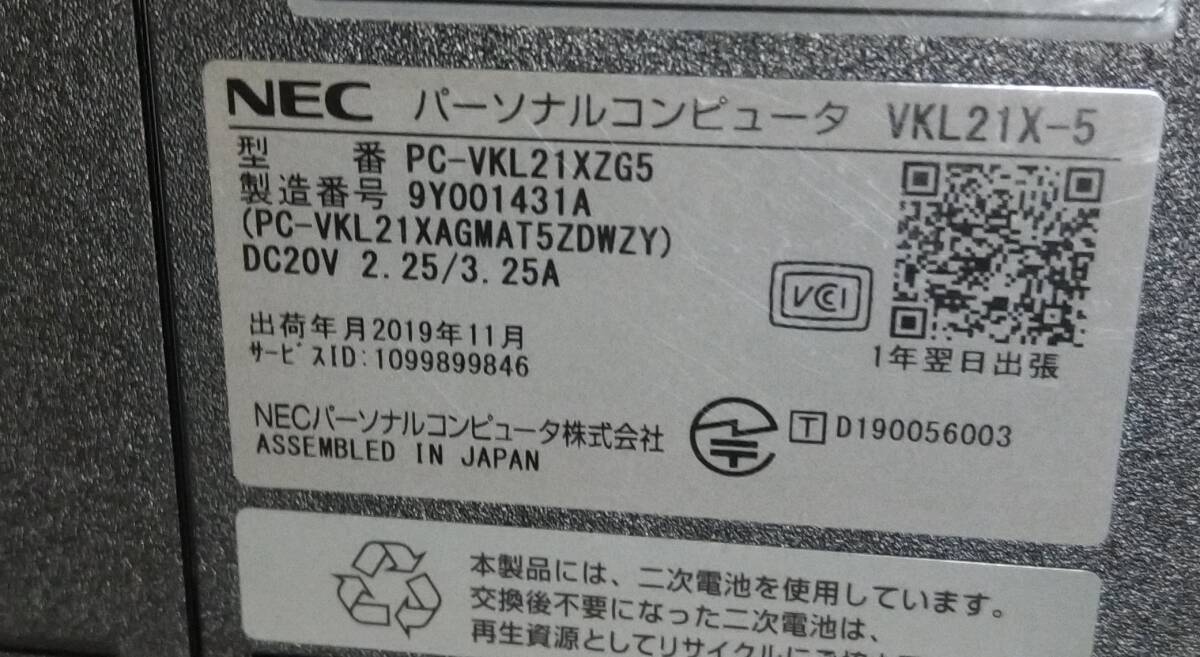 NEC パーソナルコンピュータ VKL21X-5
型 番 PC-VKL21XZG5
製造番号 9Y001431A
(PC-VKL21XAGMAT5ZDWZY)
DC20V 2.25/3.25A
VCCI
出荷年月2019年11月
サービスID:1099899846
1年翌日出張
NECパーソナルコンピュータ株式会社
ASSEMBLED IN JAPAN
T D190056003
本製品には、二次電池を使用しています。
交換後不要になった二次電池は、
再生資源としてリサイクルにご